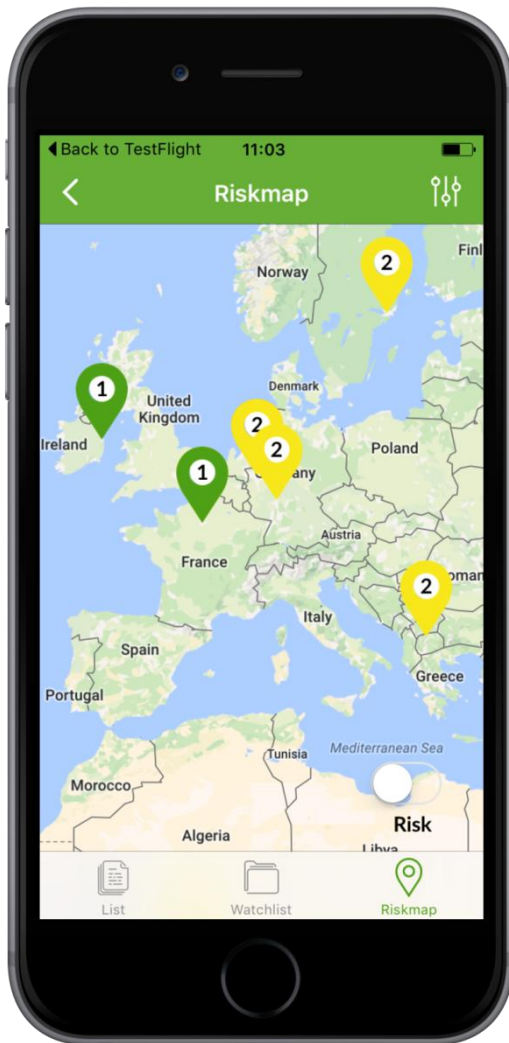 Back to TestFlight 11:03
Riskmap
Finl
2
Norway
1
Denmark
United
Kingdom
2
Ireland
2
Poland
1
any
Austria
France
2
oman
Italy
Spain
Greece
Portugal
Mediterranean Sea
Tunisia
Morocco
Risk
Algeria
Libya
List Watchlist Riskmap